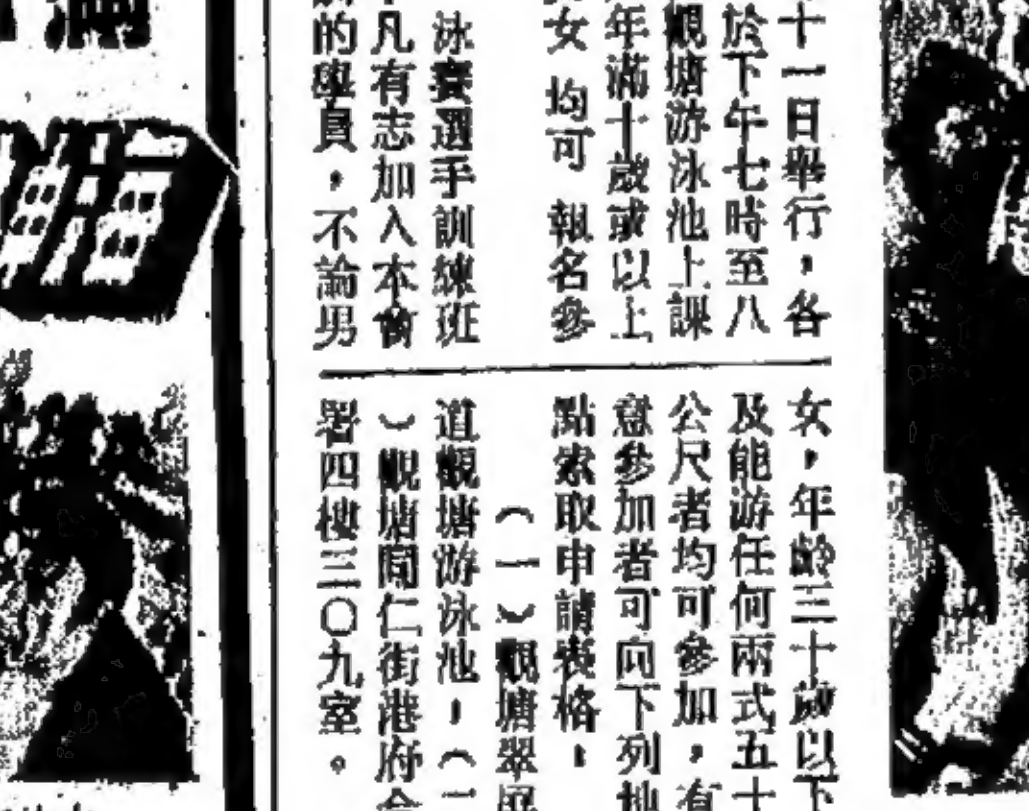 十一日舉行，各
於下午七時至八
觀塘游泳池上課
年滿十歲或以上
女 均可 報名參
泳賽選手訓練班
凡有志加入本會
的學員，不論男
女，年齡三十歲以下
及能游任何兩式五十
公尺者均可參加，有
意參加者可向下列地
點索取申請表格：
（一）觀塘翠屏
道觀塘游泳池；（二
）觀塘同仁街港府合
署四樓三〇九室。